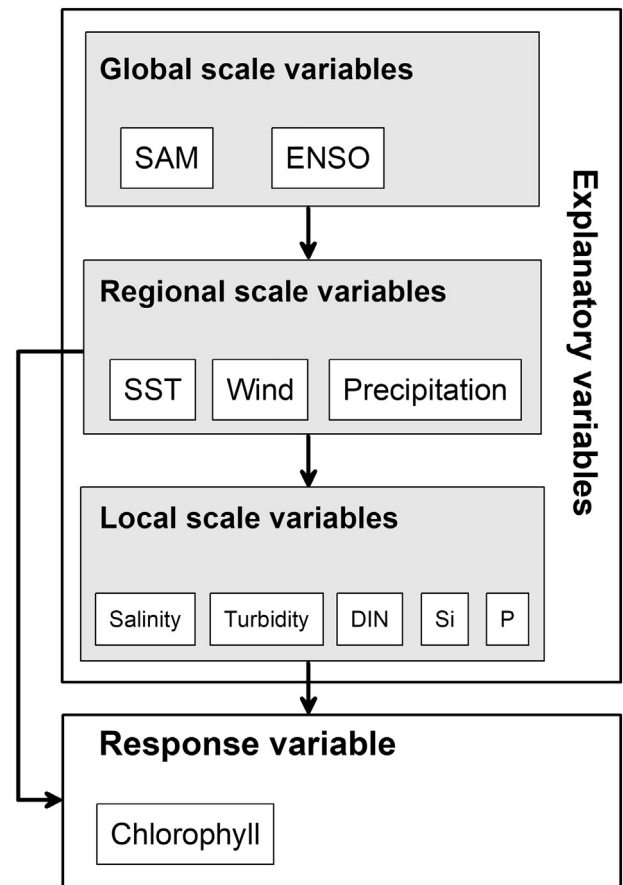 Global scale variables
SAM
ENSO
Regional scale variables
SST
Wind
Precipitation
Local scale variables
Salinity
Turbidity
DIN
Si
P
Explanatory variables
Response variable
Chlorophyll